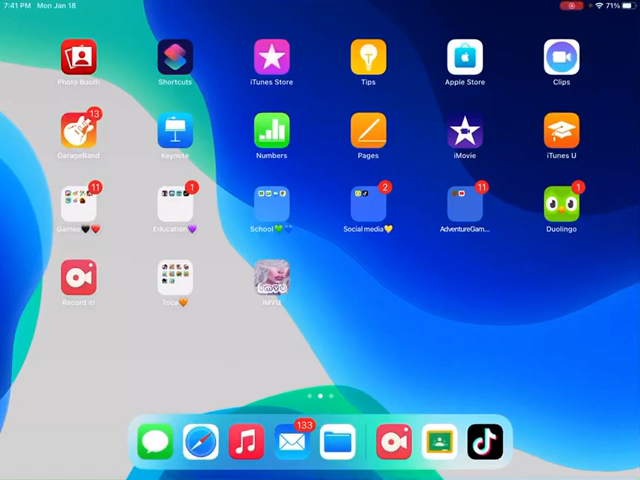 7:41 PM Mon Jan 18 71%
Photo Booth Shortcuts iTunes Store Tips Apple Store Clips
13
GarageBand Keynote Numbers Pages iMovie iTunes U
11 1 2 11 1
Games🖤❤️ Education💜 School💚💙 Social media💛 AdventureGam... Duolingo
Record it! Toca🧡 IMVU
133